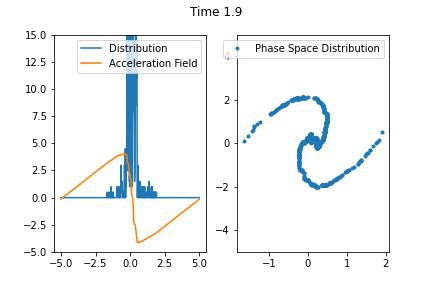 Time 1.9
Distribution
Acceleration Field
15.0
12.5
10.0
7.5
5.0
2.5
0.0
−2.5
−5.0
−5.0 −2.5 0.0 2.5 5.0
Phase Space Distribution
4
2
0
−2
−4
−1 0 1 2